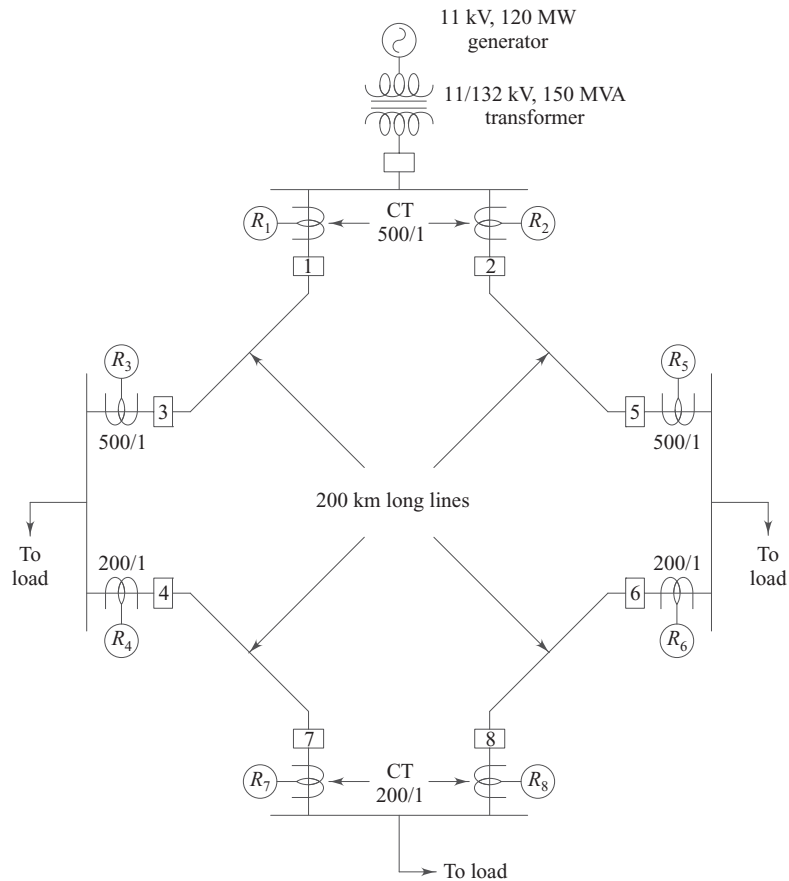 11 kV, 120 MW
generator
11/132 kV, 150 MVA
transformer
R1
CT
500/1
R2
1
2
R3
R5
3
5
500/1
500/1
200 km long lines
To
load
To
load
200/1
200/1
4
6
R4
R6
7
8
R7
CT
200/1
R8
To load